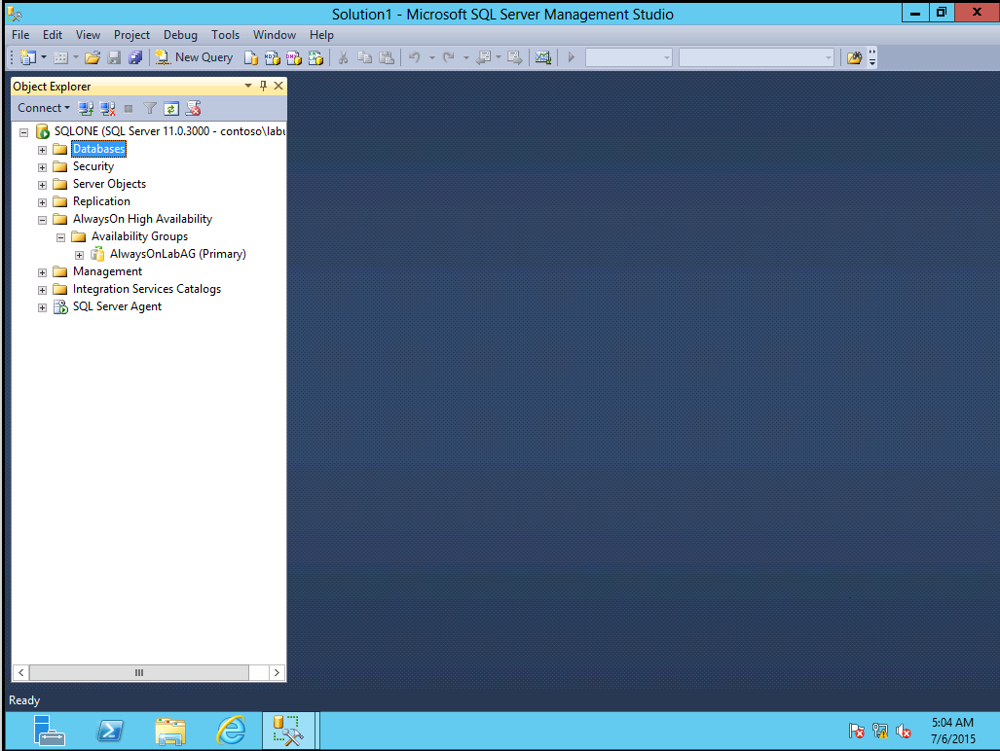 Solution1 - Microsoft SQL Server Management Studio
File Edit View Project Debug Tools Window Help
New Query
Object Explorer
Connect
SQLONE (SQL Server 11.0.3000 - contoso\labu
Databases
Security
Server Objects
Replication
AlwaysOn High Availability
Availability Groups
AlwaysOnLabAG (Primary)
Management
Integration Services Catalogs
SQL Server Agent
Ready
5:04 AM
7/6/2015